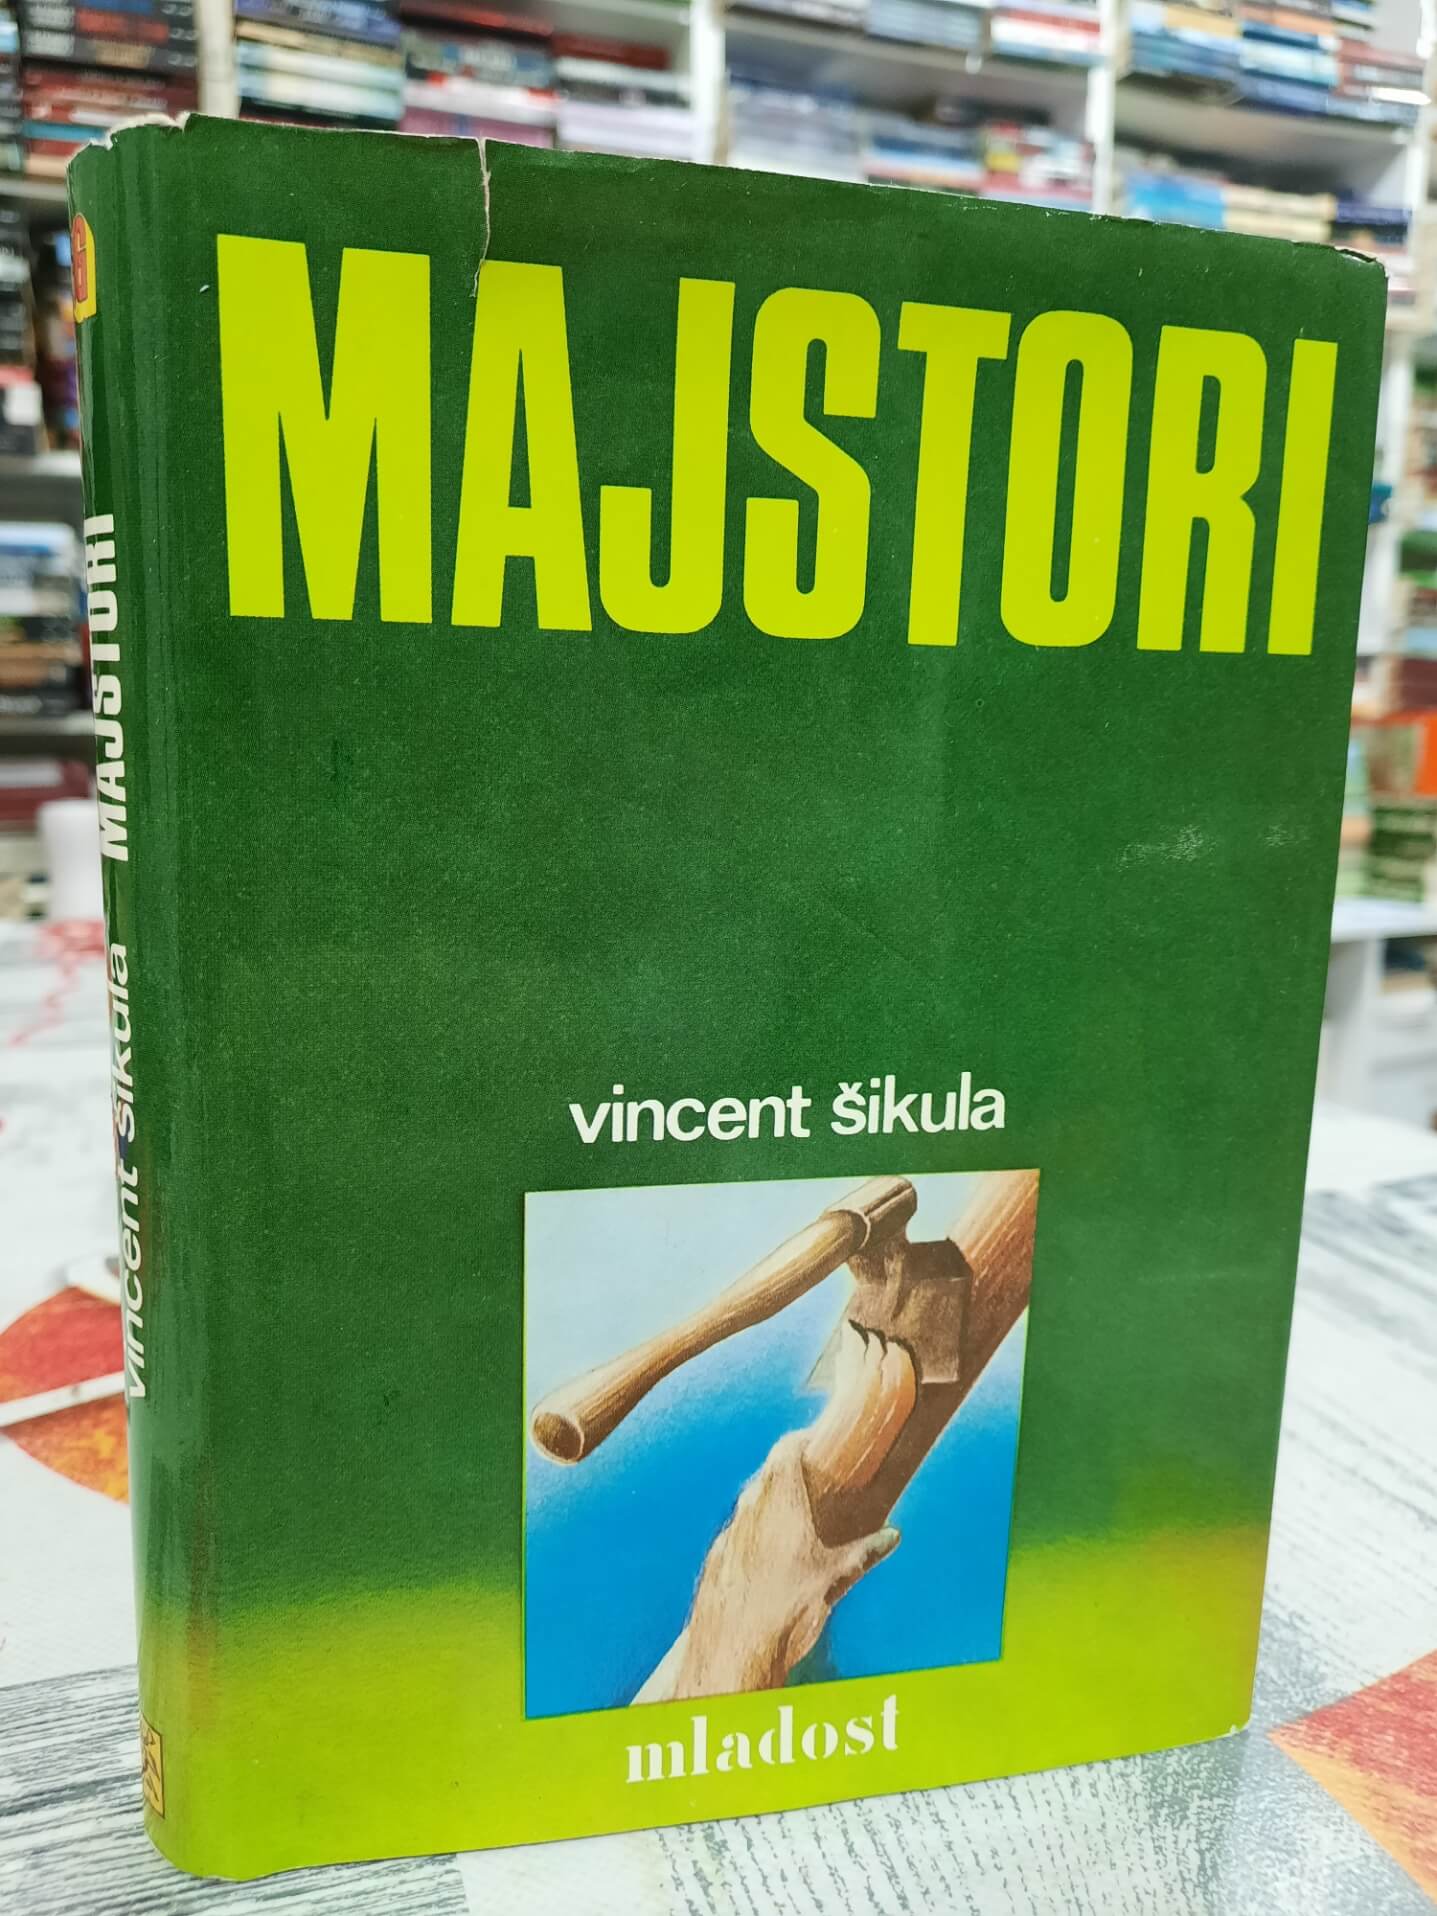 MAJSTORI
vincent šikula
mladost
vincent šikula MAJSTORI